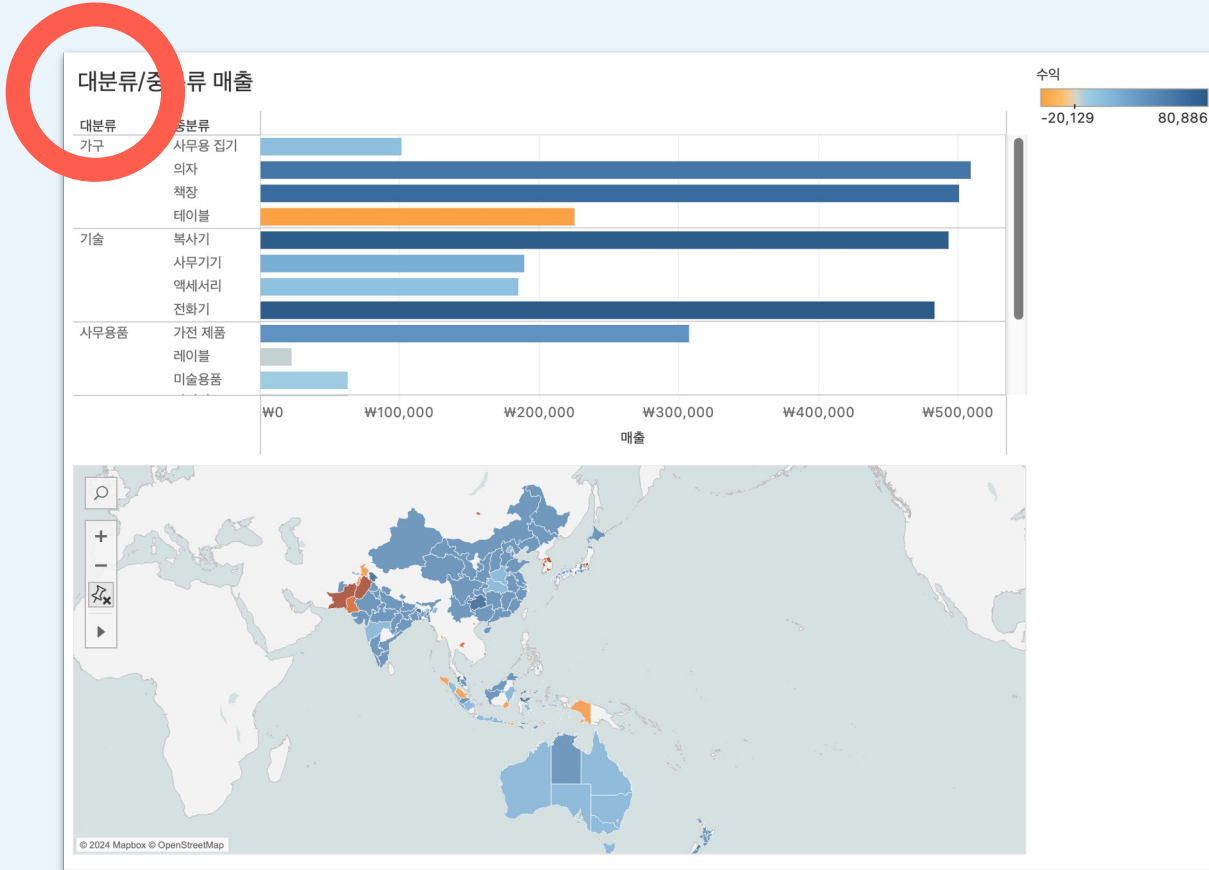 대분류/중분류 매출
수익
-20,129 80,886
대분류 중분류
가구 사무용 집기
의자
책장
테이블
기술 복사기
사무기기
액세서리
전화기
사무용품 가전 제품
레이블
미술용품
₩0 ₩100,000 ₩200,000 ₩300,000 ₩400,000 ₩500,000
매출
© 2024 Mapbox © OpenStreetMap